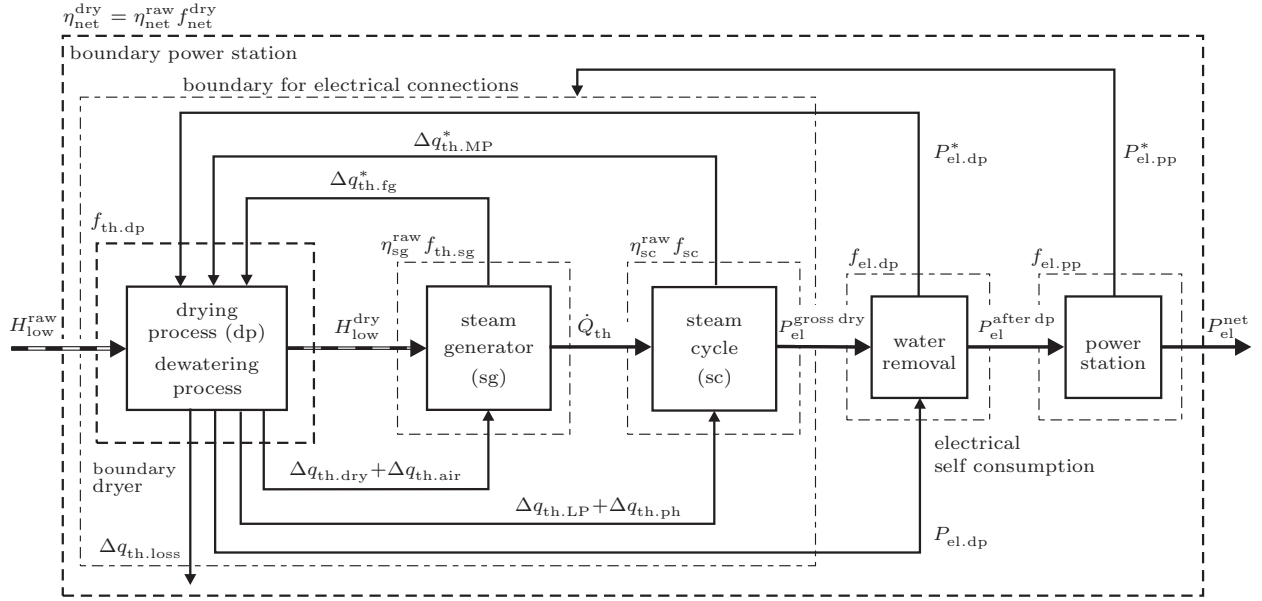 η_net^dry = η_net^raw f_net^dry
boundary power station
boundary for electrical connections
Δq*_th.MP
P*_el.dp
P*_el.pp
Δq*_th.fg
f_th.dp
η_sg^raw f_th.sg
η_sc^raw f_sc
f_el.dp
f_el.pp
H_low^raw
drying
process (dp)
dewatering
process
H_low^dry
steam
generator
(sg)
Q̇_th
steam
cycle
(sc)
P_el^gross dry
water
removal
P_el^after dp
power
station
P_el^net
boundary
dryer
Δq_th.dry+Δq_th.air
electrical
self consumption
Δq_th.LP+Δq_th.ph
Δq_th.loss
P_el.dp